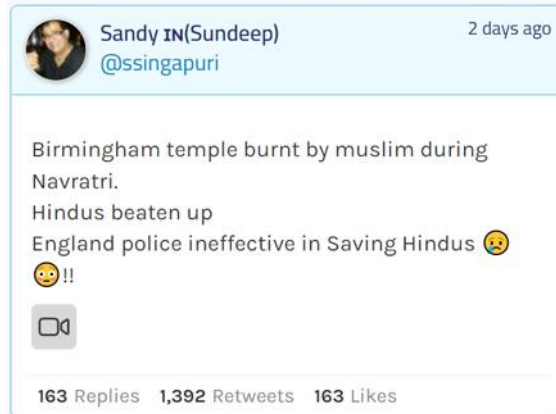 Sandy IN(Sundeep)
2 days ago
@ssingapuri
Birmingham temple burnt by muslim during
Navratri.
Hindus beaten up
England police ineffective in Saving Hindus 😢
😳!!
163 Replies 1,392 Retweets 163 Likes